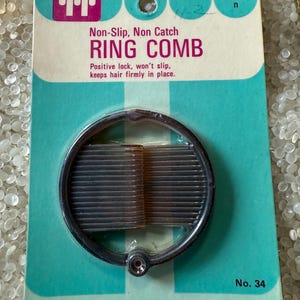 n
Non-Slip, Non Catch
RING COMB
Positive lock, won't slip,
keeps hair firmly in place.
No. 34